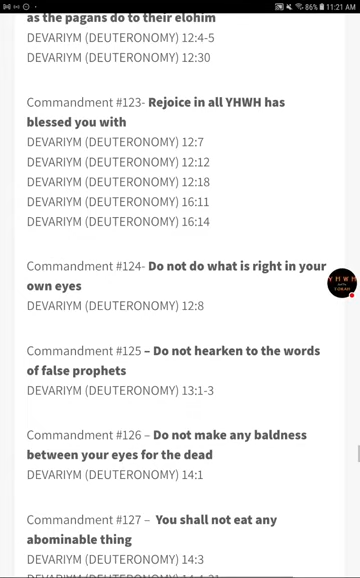 86% 11:21 AM
as the pagans do to their elohim
DEVARIYM (DEUTERONOMY) 12:4-5
DEVARIYM (DEUTERONOMY) 12:30
Commandment #123- Rejoice in all YHWH has
blessed you with
DEVARIYM (DEUTERONOMY) 12:7
DEVARIYM (DEUTERONOMY) 12:12
DEVARIYM (DEUTERONOMY) 12:18
DEVARIYM (DEUTERONOMY) 16:11
DEVARIYM (DEUTERONOMY) 16:14
Commandment #124- Do not do what is right in your
own eyes
DEVARIYM (DEUTERONOMY) 12:8
Commandment #125 – Do not hearken to the words
of false prophets
DEVARIYM (DEUTERONOMY) 13:1-3
Commandment #126 – Do not make any baldness
between your eyes for the dead
DEVARIYM (DEUTERONOMY) 14:1
Commandment #127 – You shall not eat any
abominable thing
DEVARIYM (DEUTERONOMY) 14:3